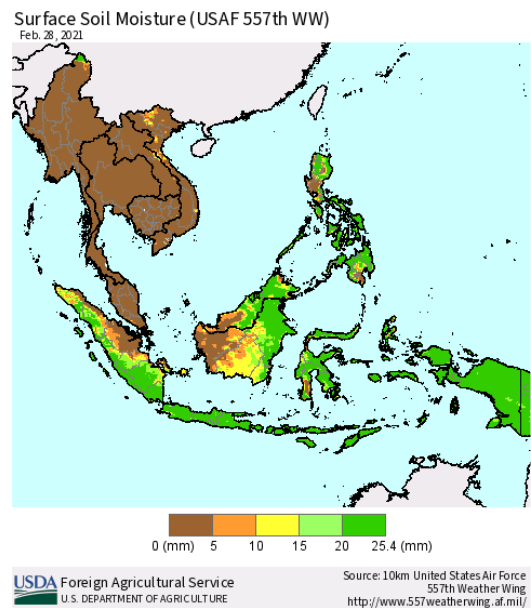 Surface Soil Moisture (USAF 557th WW)
Feb. 28, 2021
0 (mm) 5 10 15 20 25.4 (mm)
USDA Foreign Agricultural Service
U.S. DEPARTMENT OF AGRICULTURE
Source: 10km United States Air Force
557th Weather Wing
http://www.557weatherwing.af.mil/